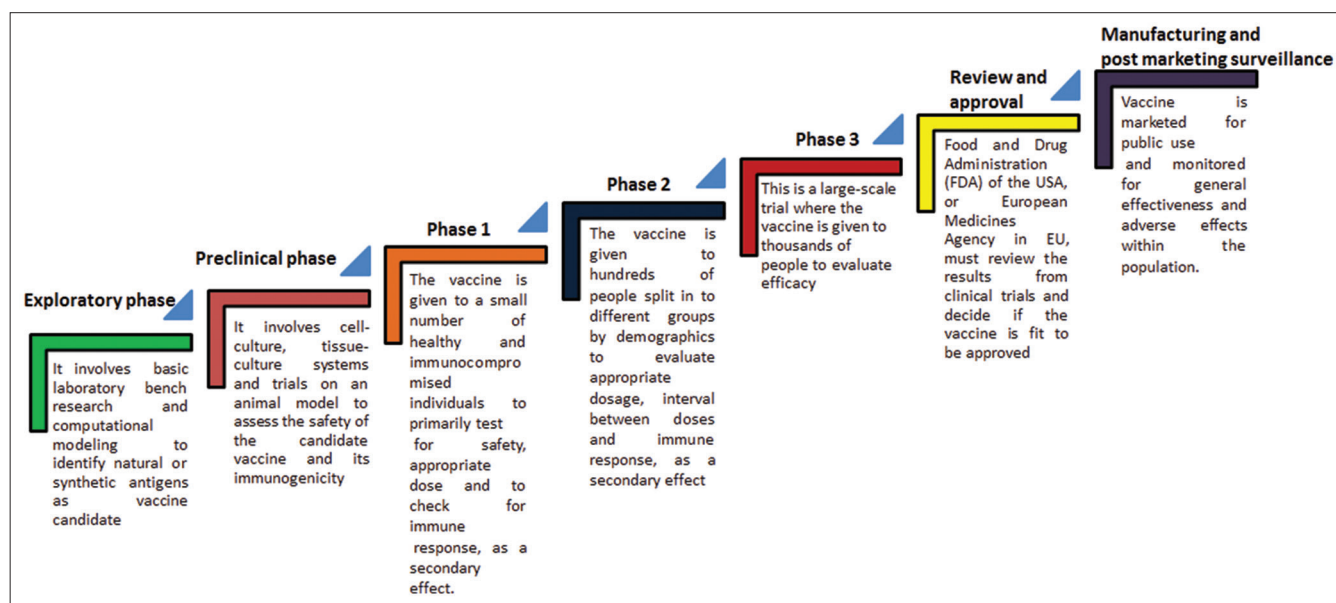 Exploratory phase
It involves basic
laboratory bench
research and
computational
modeling to
identify natural or
synthetic antigens
as vaccine
candidate
Preclinical phase
It involves cell-
culture, tissue-
culture systems
and trials on an
animal model to
assess the safety of
the candidate
vaccine and its
immunogenicity
Phase 1
The vaccine is
given to a small
number of
healthy and
immunocompro
mised
individuals to
primarily test
for safety,
appropriate
dose and to
check for
immune
response, as a
secondary
effect.
Phase 2
The vaccine is
given to
hundreds of
people split in to
different groups
by demographics
to evaluate
appropriate
dosage, interval
between doses
and immune
response, as a
secondary effect
Phase 3
This is a large-scale
trial where the
vaccine is given to
thousands of
people to evaluate
efficacy
Review and
approval
Food and Drug
Administration
(FDA) of the USA,
or European
Medicines
Agency in EU,
must review the
results from
clinical trials and
decide if the
vaccine is fit to
be approved
Manufacturing and
post marketing surveillance
Vaccine is
marketed for
public use
and monitored
for general
effectiveness and
adverse effects
within the
population.